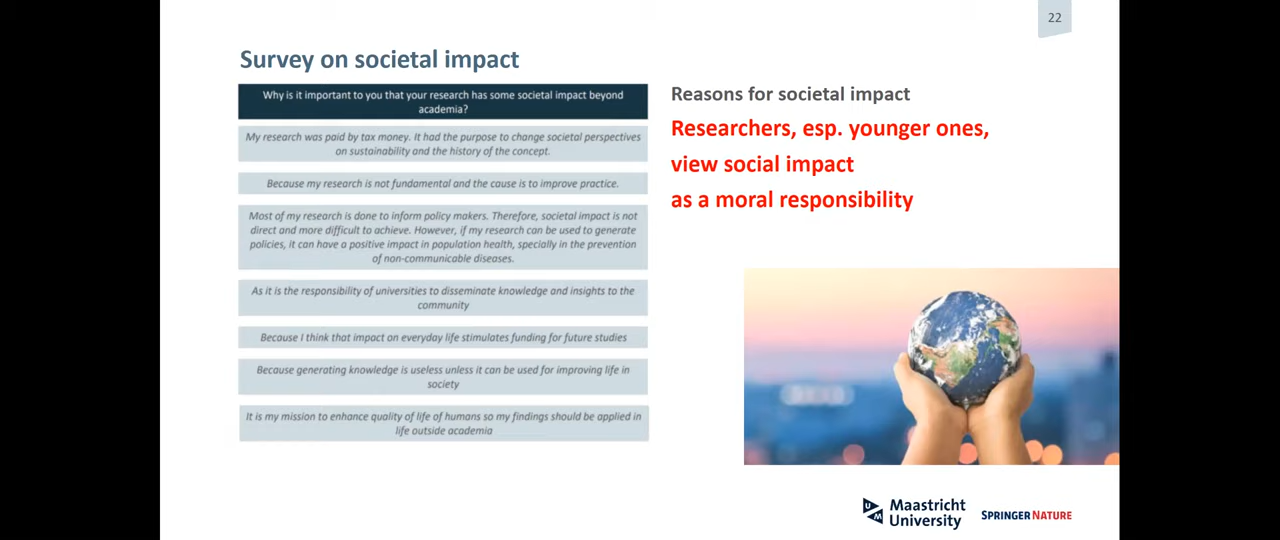 22
Survey on societal impact
Why is it important to you that your research has some societal impact beyond
academia?
My research was paid by tax money. It had the purpose to change societal perspectives
on sustainability and the history of the concept.
Because my research is not fundamental and the cause is to improve practice.
Most of my research is done to inform policy makers. Therefore, societal impact is not
direct and more difficult to achieve. However, if my research can be used to generate
policies, it can have a positive impact in population health, specially in the prevention
of non-communicable diseases.
As it is the responsibility of universities to disseminate knowledge and insights to the
community
Because I think that impact on everyday life stimulates funding for future studies
Because generating knowledge is useless unless it can be used for improving life in
society
It is my mission to enhance quality of life of humans so my findings should be applied in
life outside academia
Reasons for societal impact
Researchers, esp. younger ones,
view social impact
as a moral responsibility
UM
Maastricht
University
SPRINGER NATURE